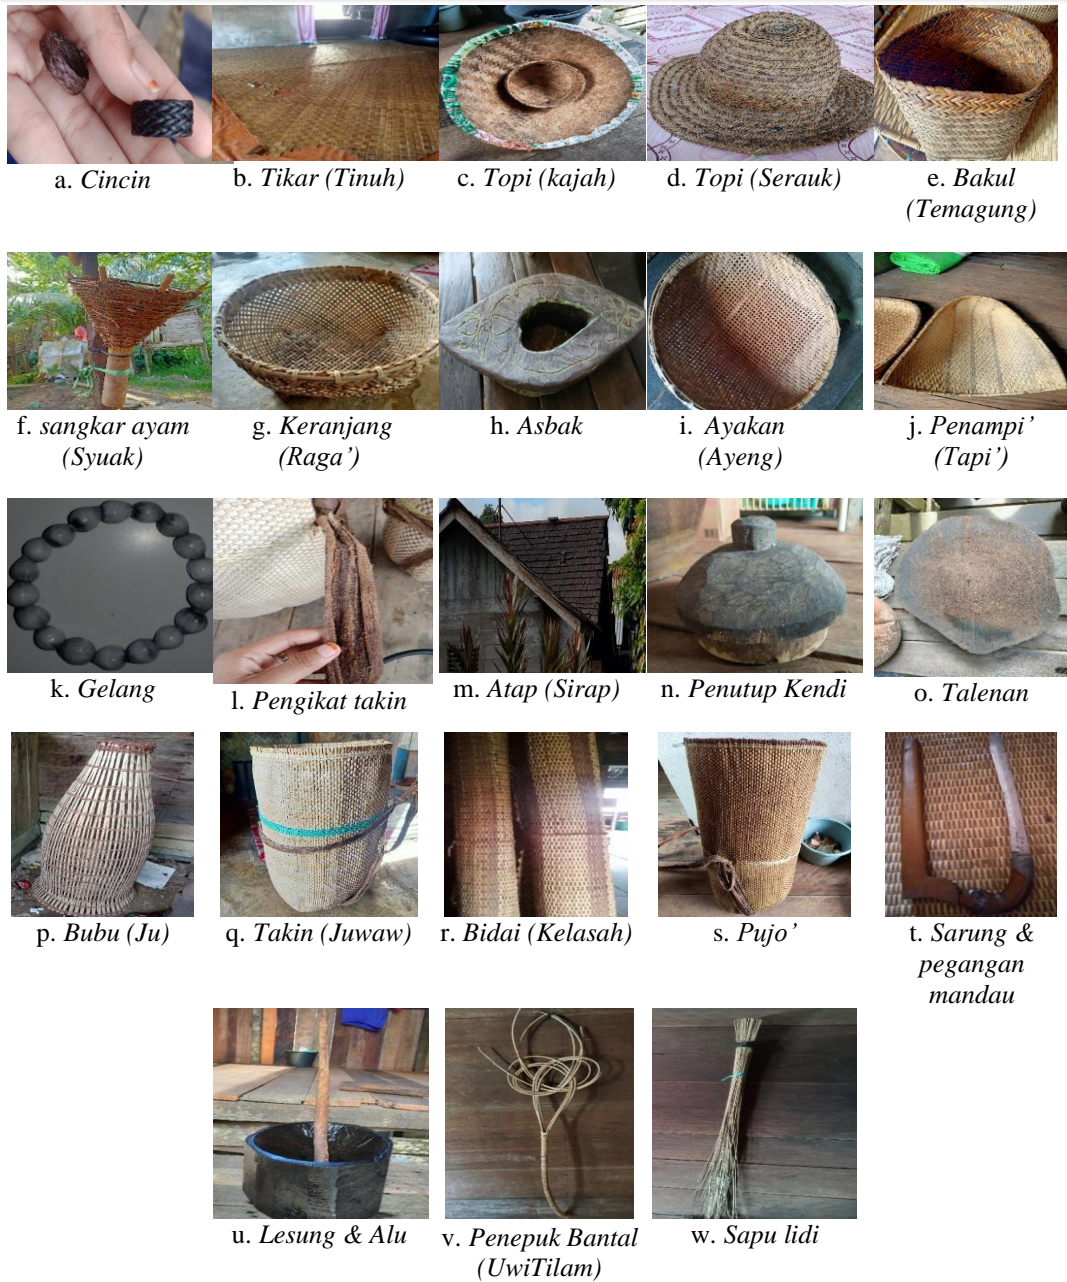 a. Cincin
b. Tikar (Tinuh)
c. Topi (kajah)
d. Topi (Serauk)
e. Bakul
(Temagung)
f. sangkar ayam
(Syuak)
g. Keranjang
(Raga’)
h. Asbak
i. Ayakan
(Ayeng)
j. Penampi’
(Tapi’)
k. Gelang
l. Pengikat takin
m. Atap (Sirap)
n. Penutup Kendi
o. Talenan
p. Bubu (Ju)
q. Takin (Juwaw)
r. Bidai (Kelasah)
s. Pujo’
t. Sarung &
pegangan
mandau
u. Lesung & Alu
v. Penepuk Bantal
(UwiTilam)
w. Sapu lidi